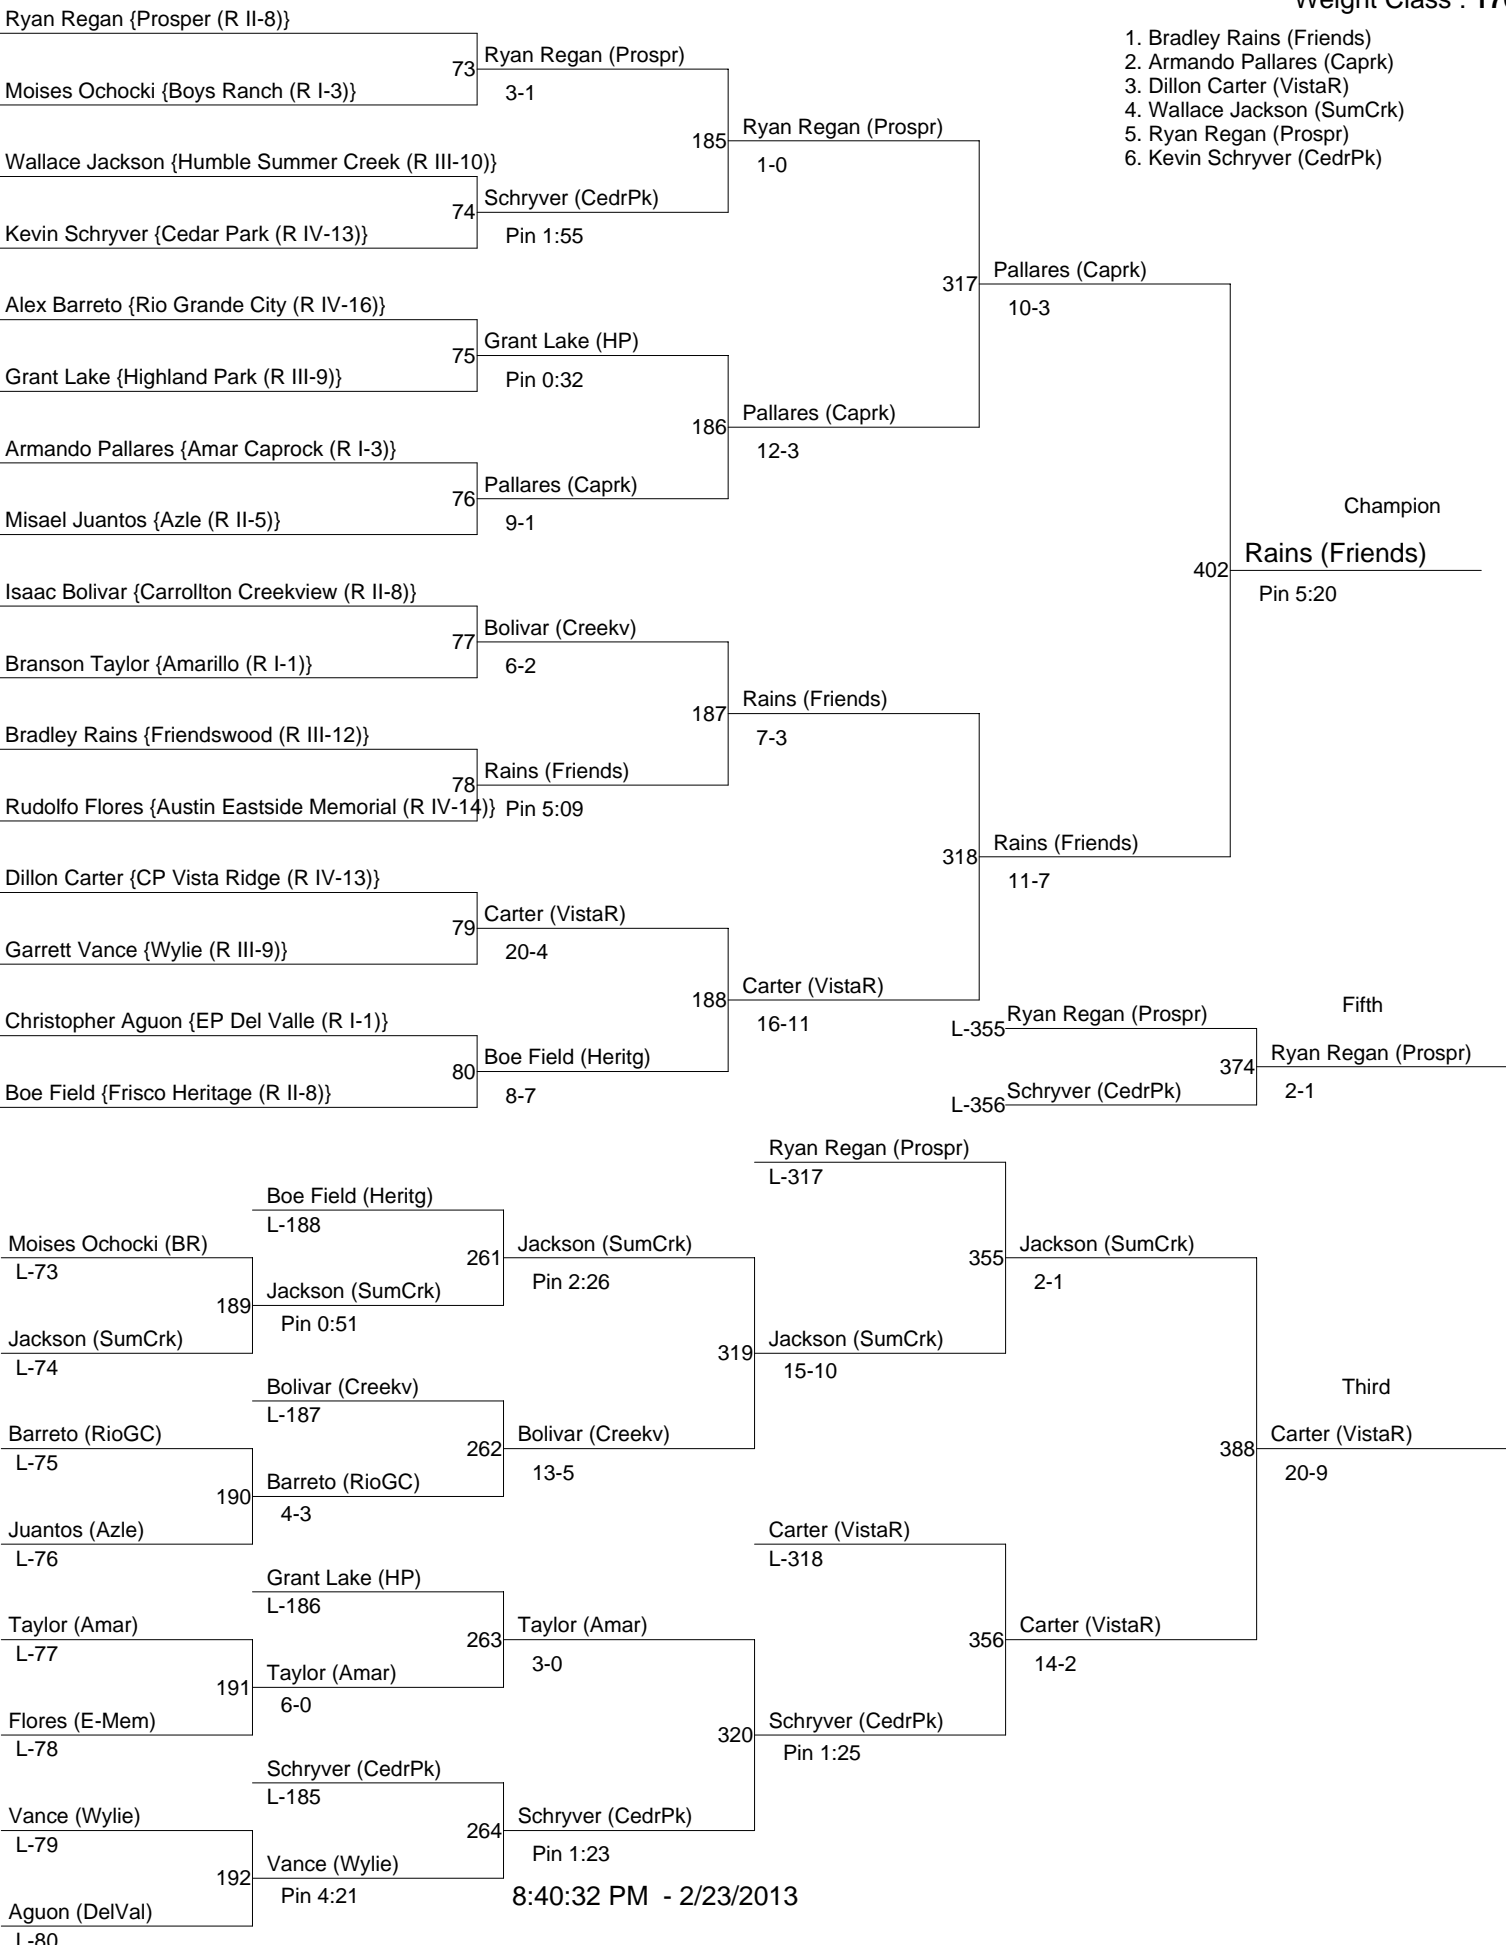 Weight Class :
1. Bradley Rains (Friends)
2. Armando Pallares (Caprk)
3. Dillon Carter (VistaR)
4. Wallace Jackson (SumCrk)
5. Ryan Regan (Prospr)
6. Kevin Schryver (CedrPk)
Ryan Regan {Prosper (R II-8)}
73
Ryan Regan (Prospr)
3-1
Moises Ochocki {Boys Ranch (R I-3)}
185
Ryan Regan (Prospr)
1-0
Wallace Jackson {Humble Summer Creek (R III-10)}
74
Schryver (CedrPk)
Pin 1:55
Kevin Schryver {Cedar Park (R IV-13)}
317
Pallares (Caprk)
10-3
Alex Barreto {Rio Grande City (R IV-16)}
75
Grant Lake (HP)
Pin 0:32
Grant Lake {Highland Park (R III-9)}
186
Pallares (Caprk)
12-3
Armando Pallares {Amar Caprock (R I-3)}
76
Pallares (Caprk)
9-1
Misael Juantos {Azle (R II-5)}
Champion
402
Rains (Friends)
Pin 5:20
Isaac Bolivar {Carrollton Creekview (R II-8)}
77
Bolivar (Creekv)
6-2
Branson Taylor {Amarillo (R I-1)}
187
Rains (Friends)
7-3
Bradley Rains {Friendswood (R III-12)}
78
Rains (Friends)
Pin 5:09
Rudolfo Flores {Austin Eastside Memorial (R IV-14)}
318
Rains (Friends)
11-7
Dillon Carter {CP Vista Ridge (R IV-13)}
79
Carter (VistaR)
20-4
Garrett Vance {Wylie (R III-9)}
188
Carter (VistaR)
16-11
Christopher Aguon {EP Del Valle (R I-1)}
80
Boe Field (Heritg)
8-7
Boe Field {Frisco Heritage (R II-8)}
Fifth
L-355
Ryan Regan (Prospr)
374
Ryan Regan (Prospr)
2-1
L-356
Schryver (CedrPk)
Ryan Regan (Prospr)
L-317
Boe Field (Heritg)
L-188
Moises Ochocki (BR)
L-73
261
Jackson (SumCrk)
Pin 2:26
355
Jackson (SumCrk)
2-1
189
Jackson (SumCrk)
Pin 0:51
Jackson (SumCrk)
L-74
319
Jackson (SumCrk)
15-10
Bolivar (Creekv)
L-187
Third
Barreto (RioGC)
L-75
262
Bolivar (Creekv)
13-5
388
Carter (VistaR)
20-9
190
Barreto (RioGC)
4-3
Juantos (Azle)
L-76
Carter (VistaR)
L-318
Grant Lake (HP)
L-186
Taylor (Amar)
L-77
263
Taylor (Amar)
3-0
356
Carter (VistaR)
14-2
191
Taylor (Amar)
6-0
Flores (E-Mem)
L-78
320
Schryver (CedrPk)
Pin 1:25
Schryver (CedrPk)
L-185
Vance (Wylie)
L-79
264
Schryver (CedrPk)
Pin 1:23
192
Vance (Wylie)
Pin 4:21
8:40:32 PM - 2/23/2013
Aguon (DelVal)
L-80